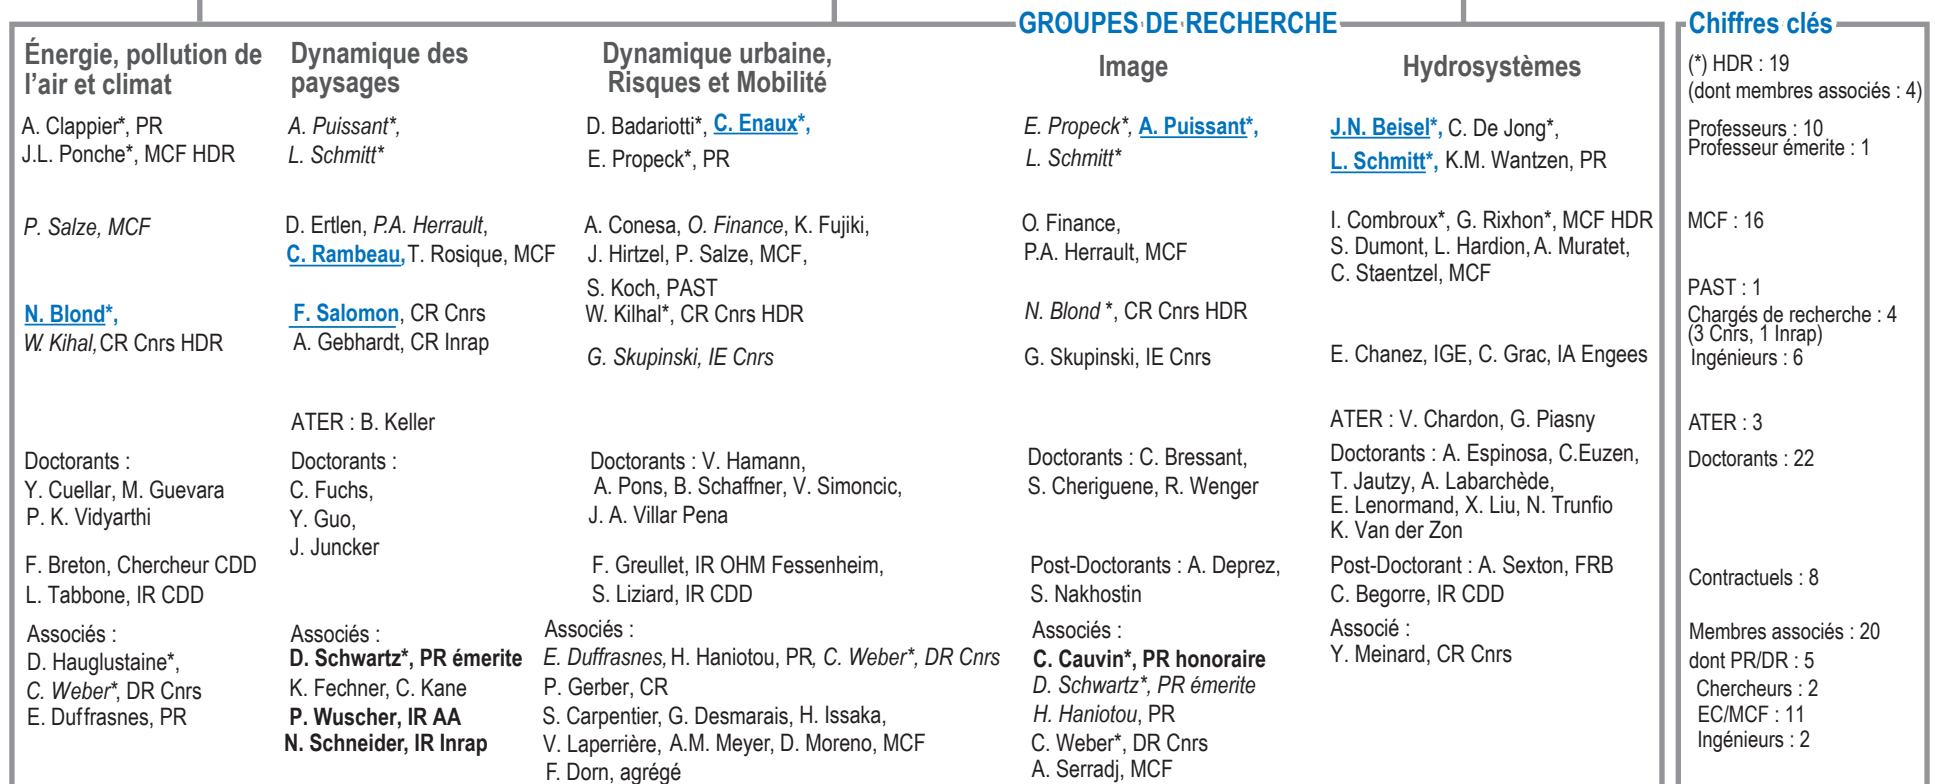 GROUPES DE RECHERCHE
Énergie, pollution de
l'air et climat
A. Clappier*, PR
J.L. Ponche*, MCF HDR
P. Salze, MCF
N. Blond*,
W. Kihal, CR Cnrs HDR
Doctorants :
Y. Cuellar, M. Guevara
P. K. Vidyarthi
F. Breton, Chercheur CDD
L. Tabbone, IR CDD
Associés :
D. Hauglustaine*,
C. Weber*, DR Cnrs
E. Duffrasnes, PR
Dynamique des
paysages
A. Puissant*,
L. Schmitt*
D. Ertlen, P.A. Herrault,
C. Rambeau, T. Rosique, MCF
F. Salomon, CR Cnrs
A. Gebhardt, CR Inrap
ATER : B. Keller
Doctorants :
C. Fuchs,
Y. Guo,
J. Juncker
Associés :
D. Schwartz*, PR émerite
K. Fechner, C. Kane
P. Wuscher, IR AA
N. Schneider, IR Inrap
Dynamique urbaine,
Risques et Mobilité
D. Badariotti*, C. Enaux*,
E. Propeck*, PR
A. Conesa, O. Finance, K. Fujiki,
J. Hirtzel, P. Salze, MCF,
S. Koch, PAST
W. Kilhal*, CR Cnrs HDR
G. Skupinski, IE Cnrs
Doctorants : V. Hamann,
A. Pons, B. Schaffner, V. Simoncic,
J. A. Villar Pena
F. Greullet, IR OHM Fessenheim,
S. Liziard, IR CDD
Associés :
E. Duffrasnes, H. Haniotou, PR, C. Weber*, DR Cnrs
P. Gerber, CR
S. Carpentier, G. Desmarais, H. Issaka,
V. Laperrière, A.M. Meyer, D. Moreno, MCF
F. Dorn, agrégé
Image
E. Propeck*, A. Puissant*,
L. Schmitt*
O. Finance,
P.A. Herrault, MCF
N. Blond *, CR Cnrs HDR
G. Skupinski, IE Cnrs
Doctorants : C. Bressant,
S. Cheriguene, R. Wenger
Post-Doctorants : A. Deprez,
S. Nakhostin
Associés :
C. Cauvin*, PR honoraire
D. Schwartz*, PR émerite
H. Haniotou, PR
C. Weber*, DR Cnrs
A. Serradj, MCF
Hydrosystèmes
J.N. Beisel*, C. De Jong*,
L. Schmitt*, K.M. Wantzen, PR
I. Combroux*, G. Rixhon*, MCF HDR
S. Dumont, L. Hardion, A. Muratet,
C. Staentzel, MCF
E. Chanez, IGE, C. Grac, IA Engees
ATER : V. Chardon, G. Piasny
Doctorants : A. Espinosa, C.Euzen,
T. Jautzy, A. Labarchède,
E. Lenormand, X. Liu, N. Trunfio
K. Van der Zon
Post-Doctorant : A. Sexton, FRB
C. Begorre, IR CDD
Associé :
Y. Meinard, CR Cnrs
Chiffres clés
(*) HDR : 19
(dont membres associés : 4)
Professeurs : 10
Professeur émerite : 1
MCF : 16
PAST : 1
Chargés de recherche : 4
(3 Cnrs, 1 Inrap)
Ingénieurs : 6
ATER : 3
Doctorants : 22
Contractuels : 8
Membres associés : 20
dont PR/DR : 5
Chercheurs : 2
EC/MCF : 11
Ingénieurs : 2